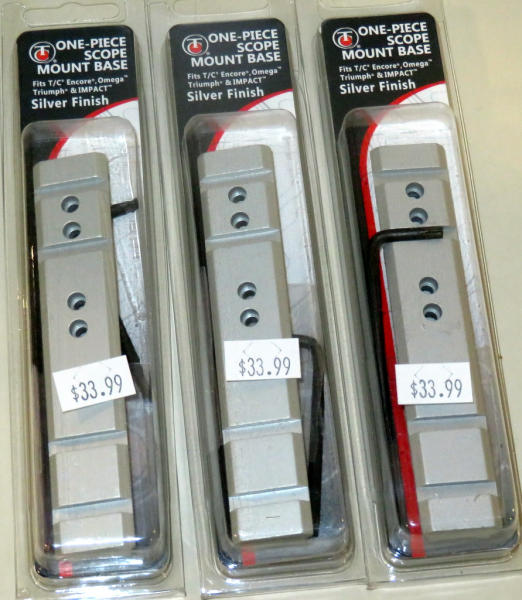 ONE-PIECE
SCOPE
MOUNT BASE
Fits T/C® Encore®, Omega™
Triumph® & IMPACT™
Silver Finish
$33.99
ONE-PIECE
SCOPE
MOUNT BASE
Fits T/C® Encore®, Omega™
Triumph® & IMPACT™
Silver Finish
$33.99
ONE-PIECE
SCOPE
MOUNT BASE
Fits T/C® Encore®, Omega™
Triumph® & IMPACT™
Silver Finish
$33.99